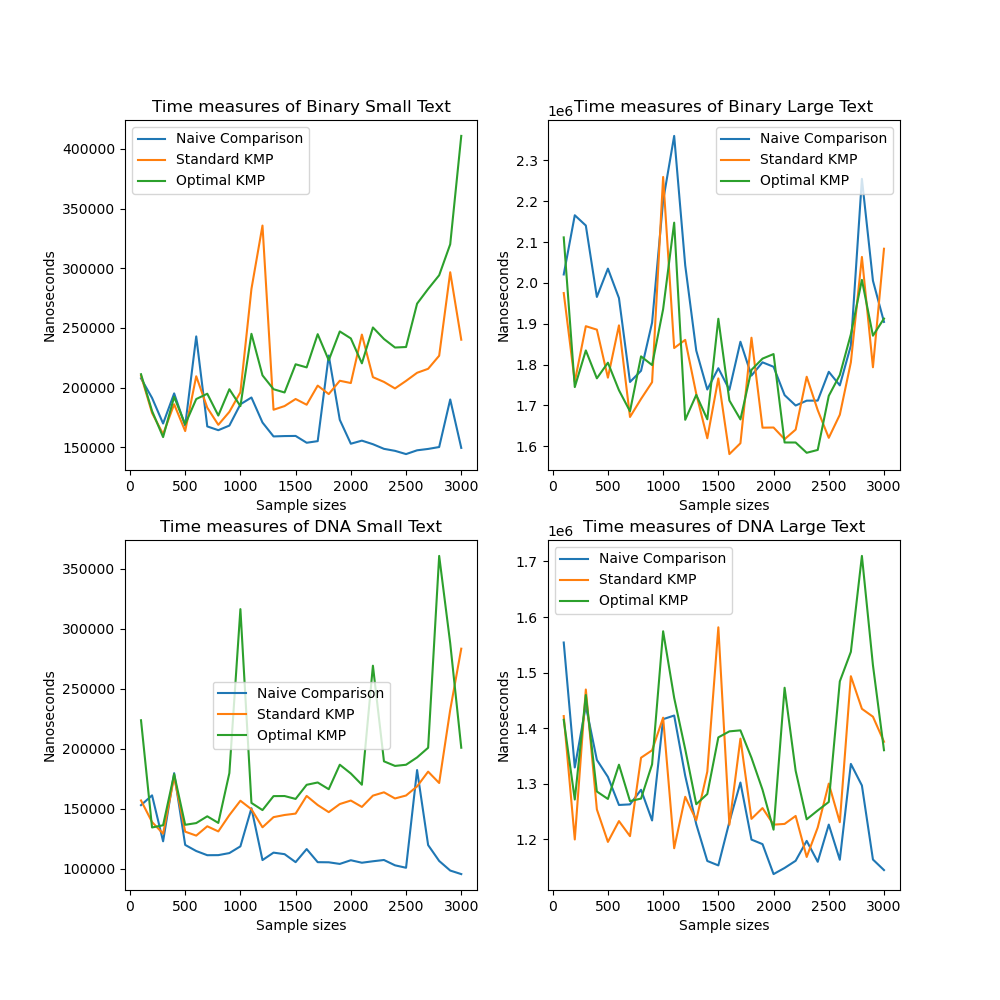 Time measures of Binary Small Text
Naive Comparison
Standard KMP
Optimal KMP
400000
350000
300000
250000
200000
150000
Nanoseconds
0 500 1000 1500 2000 2500 3000
Sample sizes
1e6
Time measures of Binary Large Text
Naive Comparison
Standard KMP
Optimal KMP
2.3
2.2
2.1
2.0
1.9
1.8
1.7
1.6
Nanoseconds
0 500 1000 1500 2000 2500 3000
Sample sizes
Time measures of DNA Small Text
Naive Comparison
Standard KMP
Optimal KMP
350000
300000
250000
200000
150000
100000
Nanoseconds
0 500 1000 1500 2000 2500 3000
Sample sizes
1e6
Time measures of DNA Large Text
Naive Comparison
Standard KMP
Optimal KMP
1.7
1.6
1.5
1.4
1.3
1.2
Nanoseconds
0 500 1000 1500 2000 2500 3000
Sample sizes